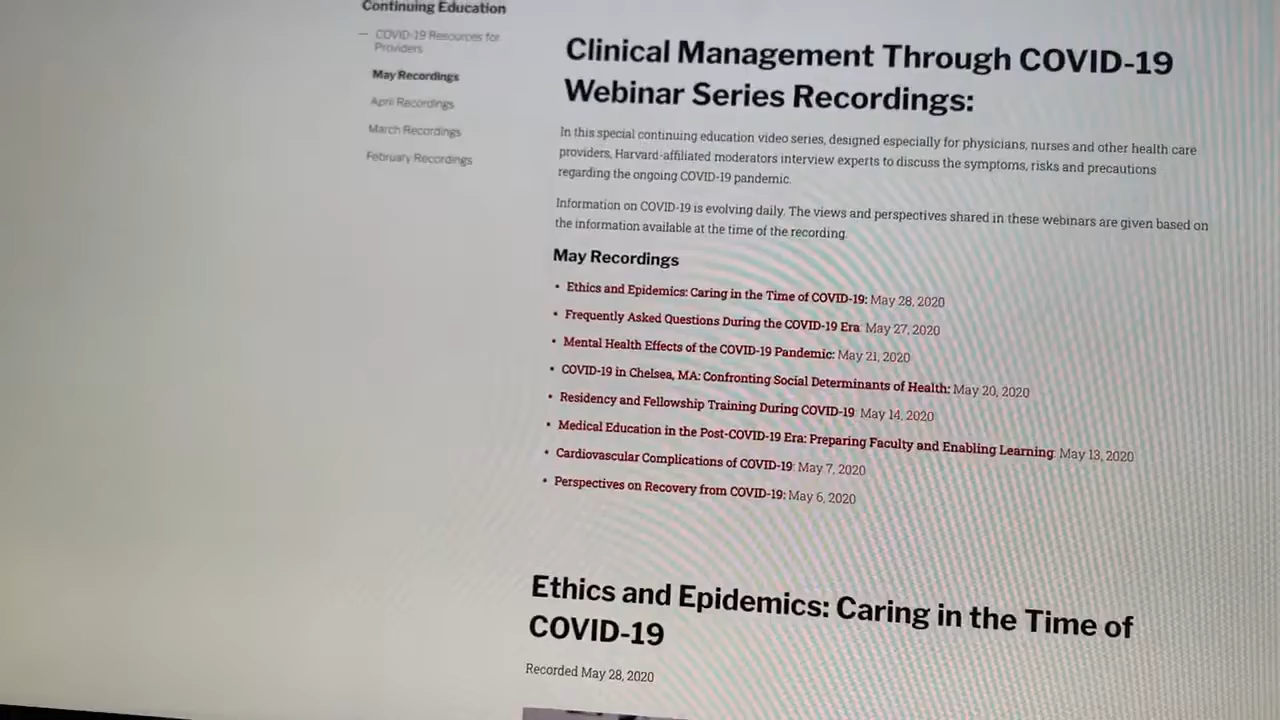 Continuing Education
— COVID-19 Resources for
Providers
May Recordings
April Recordings
March Recordings
February Recordings
Clinical Management Through COVID-19
Webinar Series Recordings:
In this special continuing education video series, designed especially for physicians, nurses and other health care
providers, Harvard-affiliated moderators interview experts to discuss the symptoms, risks and precautions
regarding the ongoing COVID-19 pandemic.
Information on COVID-19 is evolving daily. The views and perspectives shared in these webinars are given based on
the information available at the time of the recording.
May Recordings
• Ethics and Epidemics: Caring in the Time of COVID-19: May 28, 2020
• Frequently Asked Questions During the COVID-19 Era: May 27, 2020
• Mental Health Effects of the COVID-19 Pandemic: May 21, 2020
• COVID-19 in Chelsea, MA: Confronting Social Determinants of Health: May 20, 2020
• Residency and Fellowship Training During COVID-19: May 14, 2020
• Medical Education in the Post-COVID-19 Era: Preparing Faculty and Enabling Learning: May 13, 2020
• Cardiovascular Complications of COVID-19: May 7, 2020
• Perspectives on Recovery from COVID-19: May 6, 2020
Ethics and Epidemics: Caring in the Time of
COVID-19
Recorded May 28, 2020